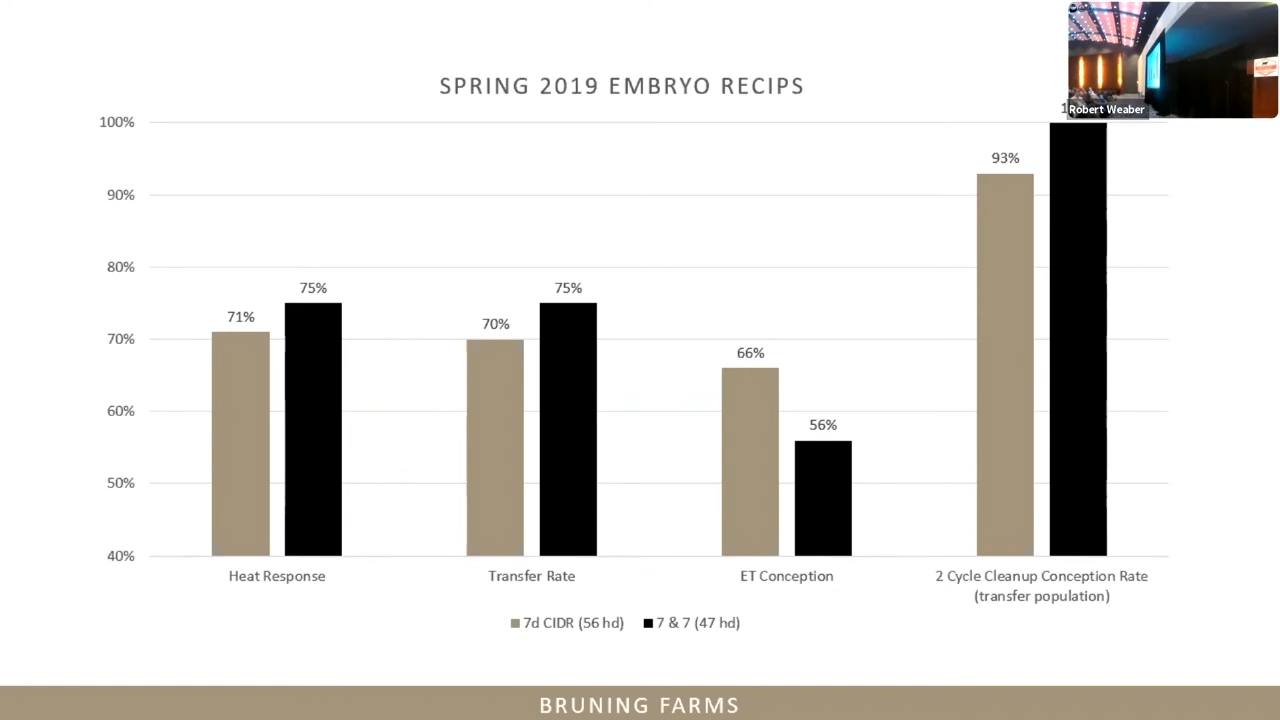 SPRING 2019 EMBRYO RECIPS
Robert Weaber
100%
90%
80%
70%
60%
50%
40%
71%
75%
70%
75%
66%
56%
93%
Heat Response
Transfer Rate
ET Conception
2 Cycle Cleanup Conception Rate
(transfer population)
7d CIDR (56 hd)
7 & 7 (47 hd)
BRUNING FARMS